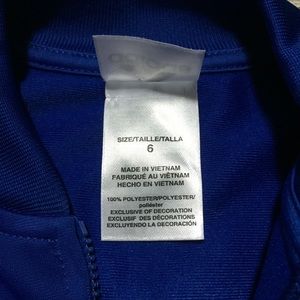 SIZE/TAILLE/TALLA
6
MADE IN VIETNAM
FABRIQUÉ AU VIÊTNAM
HECHO EN VIETNAM
100% POLYESTER/POLYESTER/
poliéster
EXCLUSIVE OF DECORATION
EXCLUSIF DES DÉCORATIONS
EXCLUYENDO LA DECORACIÓN